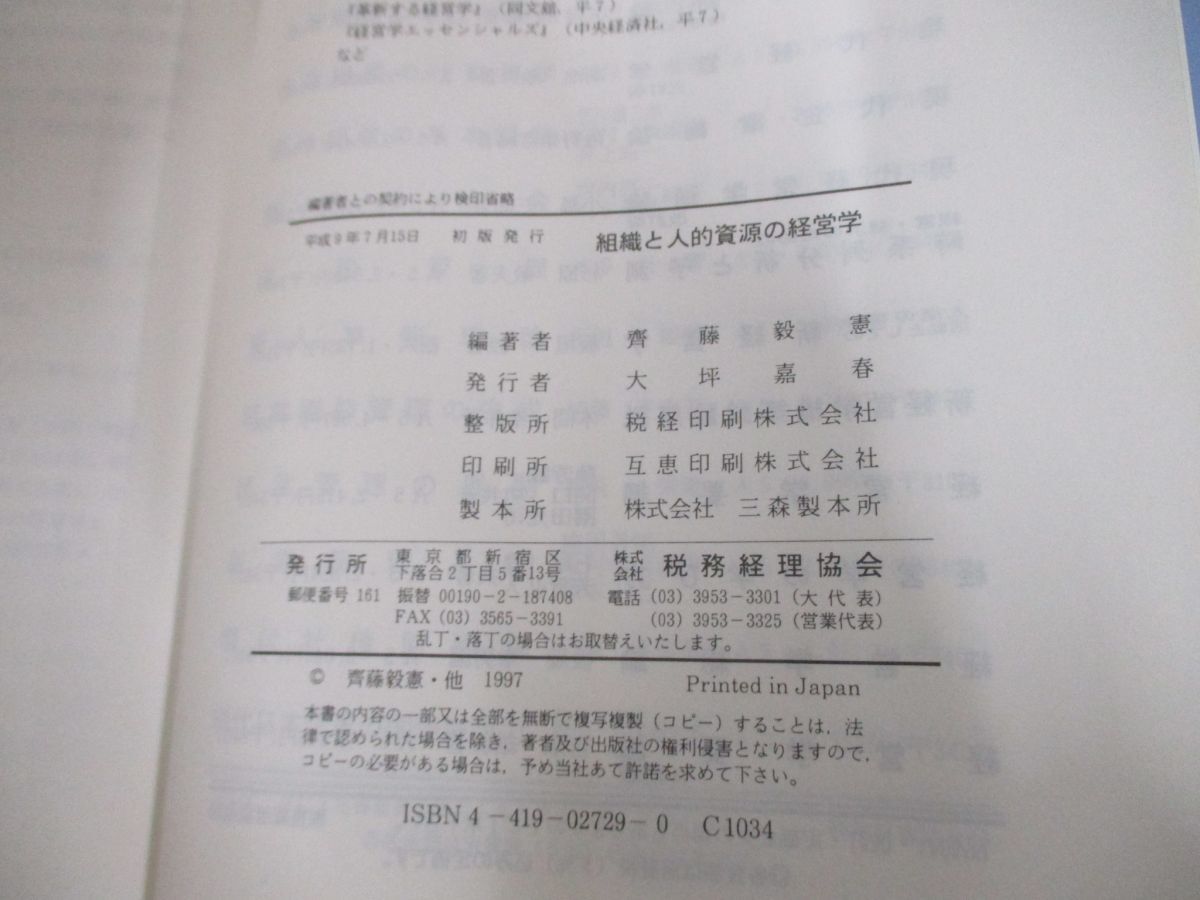 『革新する経営学』(同文舘,平7)
『経営学エッセンシャルズ』(中央経済社,平7)
など
編著者との契約により検印省略
平成9年7月15日 初版発行 組織と人的資源の経営学
編著者 齊藤毅憲
発行者 大坪嘉春
整版所 税経印刷株式会社
印刷所 互恵印刷株式会社
製本所 株式会社 三森製本所
発行所 東京都新宿区下落合2丁目5番13号 株式会社 税務経理協会
郵便番号 161 振替 00190-2-187408 電話 (03) 3953-3301 (大代表)
FAX (03) 3565-3391 (03) 3953-3325 (営業代表)
乱丁・落丁の場合はお取替えいたします。
© 齊藤毅憲・他 1997 Printed in Japan
本書の内容の一部又は全部を無断で複写複製(コピー)することは,法
律で認められた場合を除き,著者及び出版社の権利侵害となりますので,
コピーの必要がある場合は,予め当社あて許諾を求めて下さい。
ISBN 4-419-02729-0 C1034